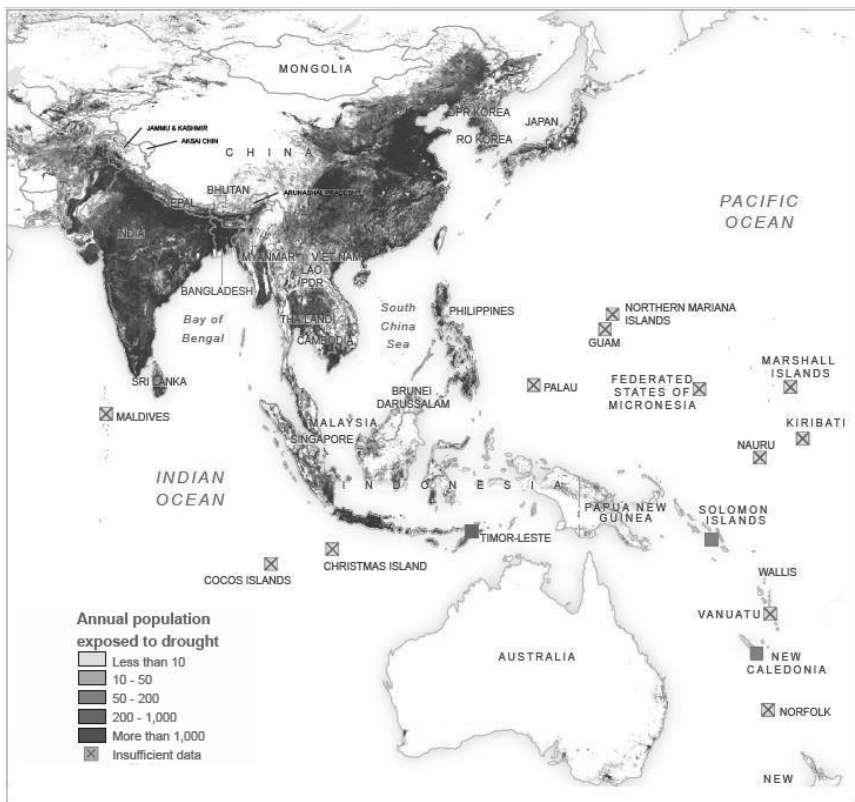 MONGOLIA
DPR KOREA
JAPAN
RO KOREA
JAMMU & KASHMIR
AKSAI CHIN
CHINA
BHUTAN
ARUNASHAL PRADESH
NEPAL
PACIFIC
OCEAN
INDIA
MYANMAR
VIET NAM
LAO
PDR
BANGLADESH
Bay of
Bengal
THAILAND
South
China
Sea
PHILIPPINES
NORTHERN MARIANA
ISLANDS
GUAM
CAMBODIA
SRI LANKA
MALDIVES
BRUNEI
DARUSSALAM
PALAU
FEDERATED
STATES OF
MICRONESIA
MARSHALL
ISLANDS
MALAYSIA
SINGAPORE
KIRIBATI
NAURU
INDIAN
OCEAN
INDONESIA
PAPUA NEW
GUINEA
SOLOMON
ISLANDS
TIMOR-LESTE
CHRISTMAS ISLAND
COCOS ISLANDS
WALLIS
VANUATU
AUSTRALIA
NEW
CALEDONIA
NORFOLK
NEW
Annual population
exposed to drought
Less than 10
10 - 50
50 - 200
200 - 1,000
More than 1,000
Insufficient data